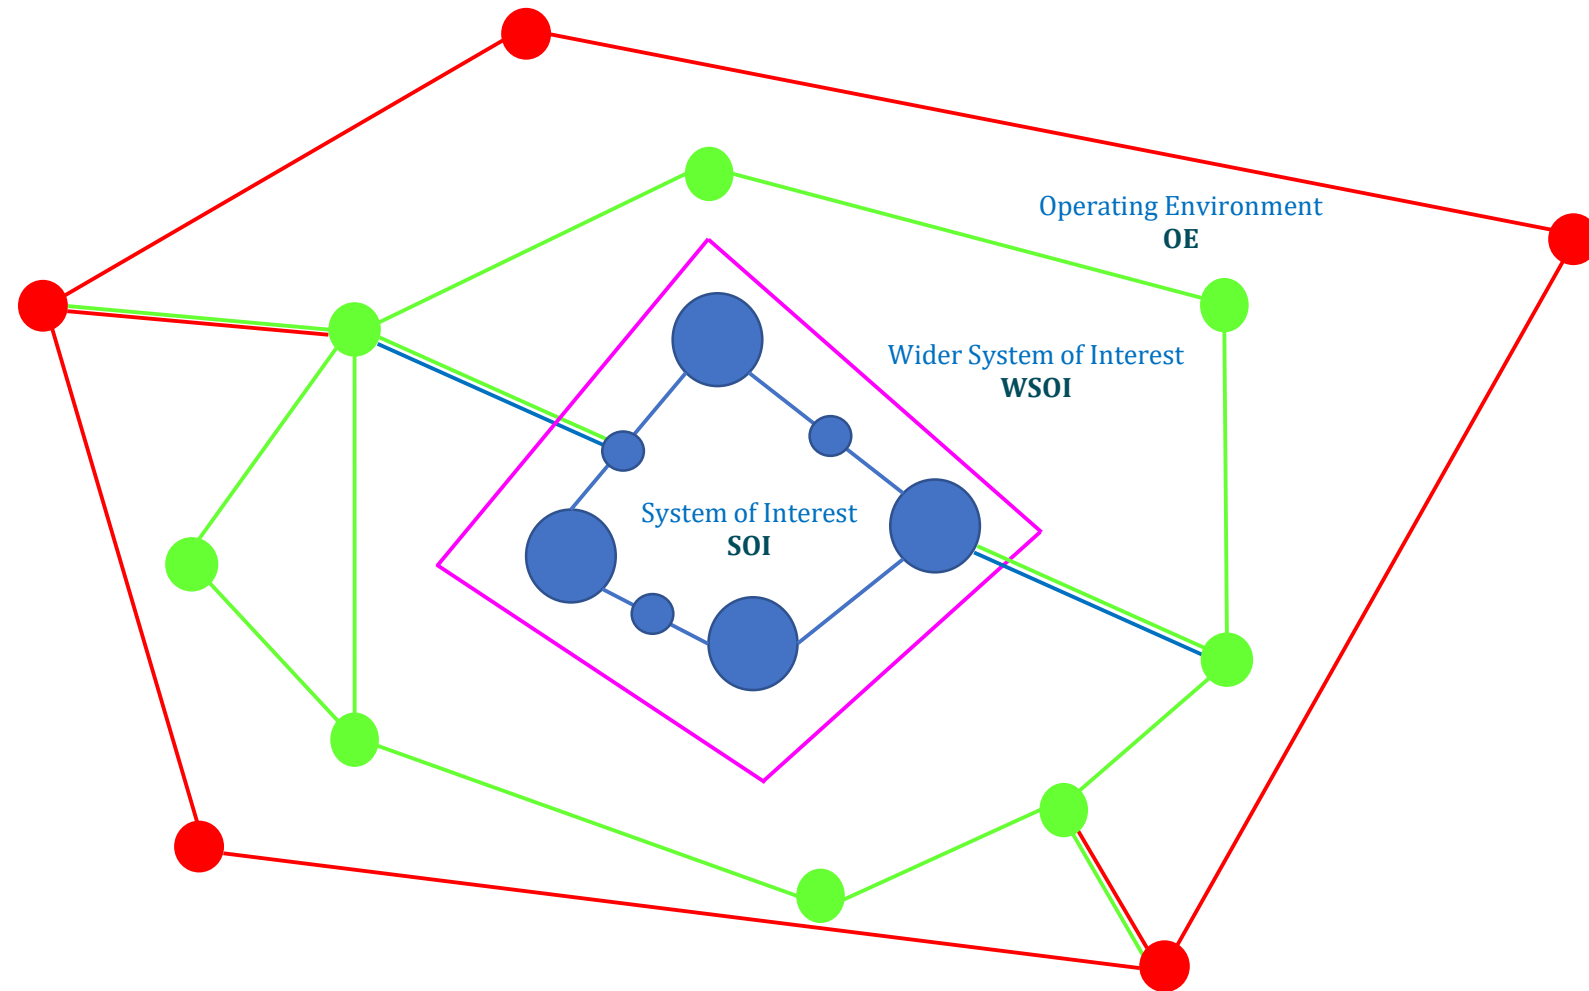 Operating Environment
OE
Wider System of Interest
WSOI
System of Interest
SOI